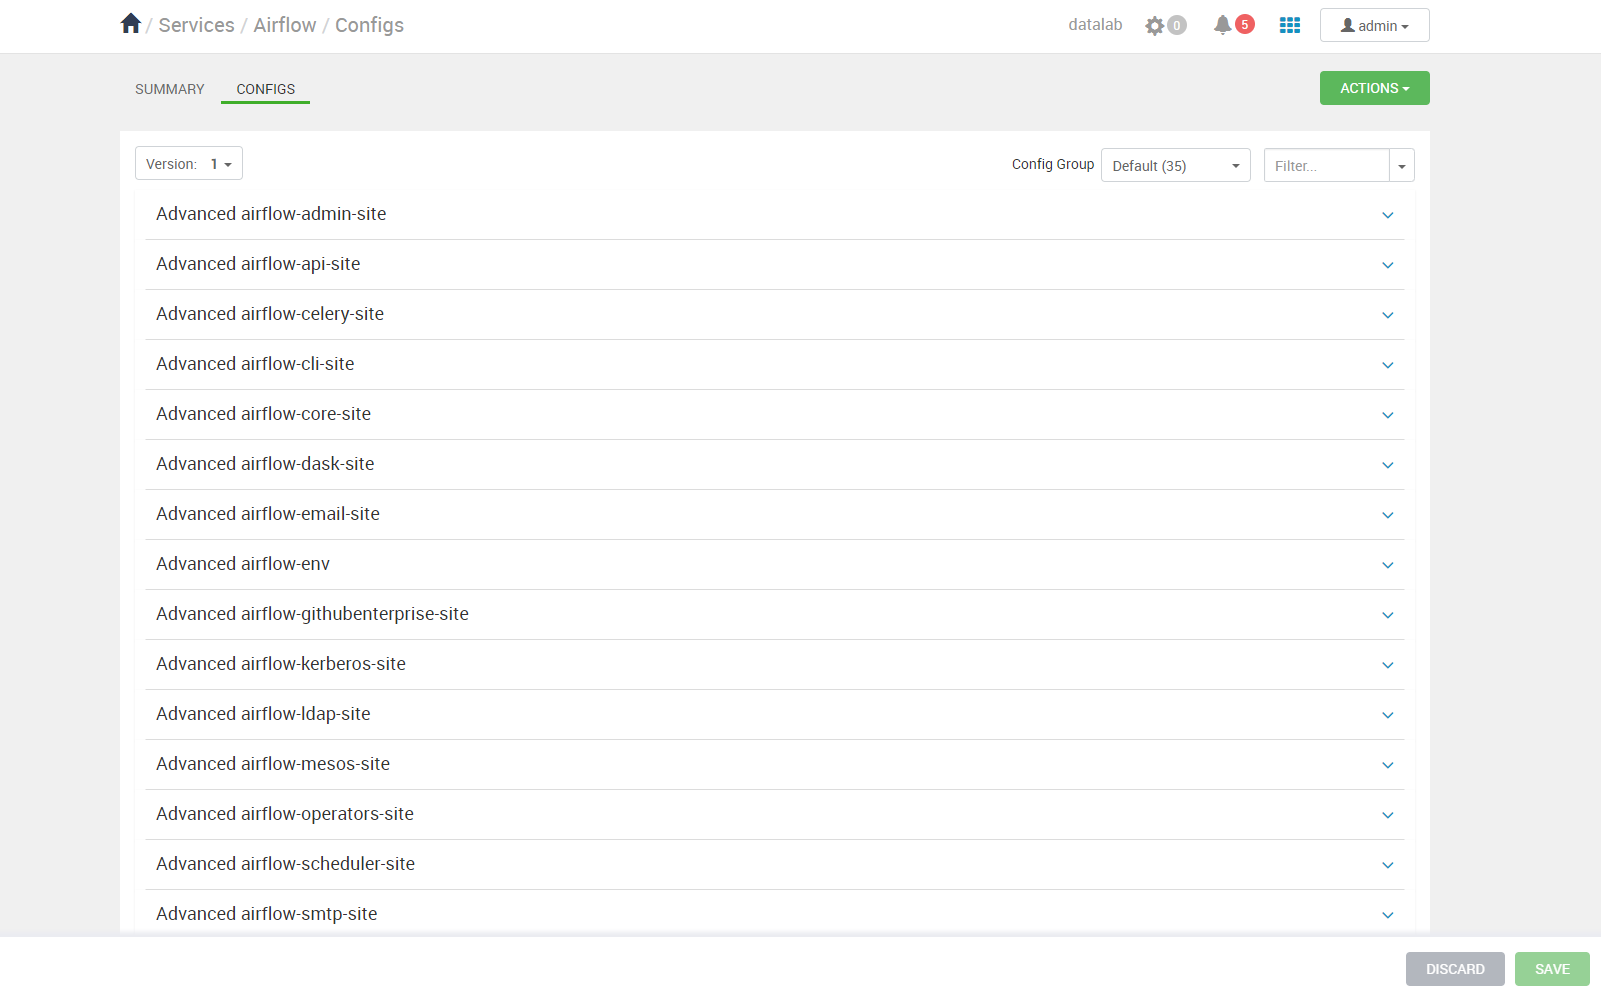 / Services / Airflow / Configs
datalab 0 5 admin
SUMMARY CONFIGS ACTIONS
Version: 1 Config Group Default (35) Filter...
Advanced airflow-admin-site
Advanced airflow-api-site
Advanced airflow-celery-site
Advanced airflow-cli-site
Advanced airflow-core-site
Advanced airflow-dask-site
Advanced airflow-email-site
Advanced airflow-env
Advanced airflow-githubenterprise-site
Advanced airflow-kerberos-site
Advanced airflow-ldap-site
Advanced airflow-mesos-site
Advanced airflow-operators-site
Advanced airflow-scheduler-site
Advanced airflow-smtp-site
DISCARD SAVE